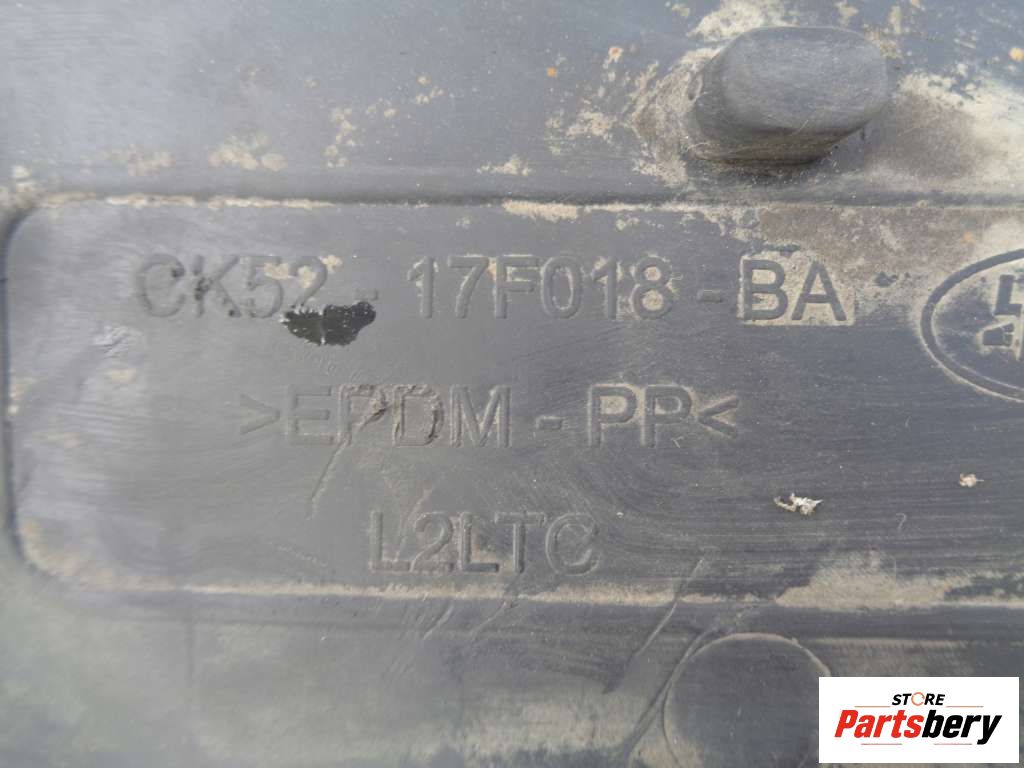 CK52 - 17F018 - BA
>EPDM - PP<
L2LTC
STORE
Partsbery